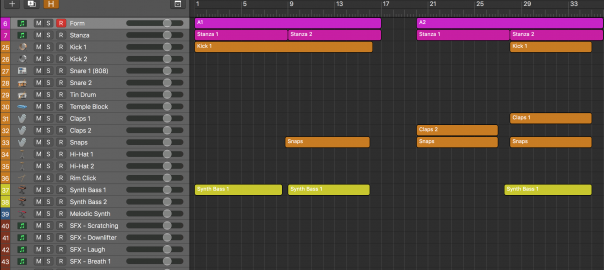 H 1 5 9 13 17 21 25 29 33
6 M S R Form A1 A2
7 M S R Stanza Stanza 1 Stanza 2 Stanza 1 Stanza 2
25 M S R Kick 1 Kick 1 Kick 1
26 M S R Kick 2
27 M S R Snare 1 (808)
28 M S R Snare 2
29 M S R Tin Drum
30 M S R Temple Block
31 M S R Claps 1 Claps 1
32 M S R Claps 2 Claps 2
33 M S R Snaps Snaps Snaps Snaps
34 M S R Hi-Hat 1
35 M S R Hi-Hat 2
36 M S R Rim Click
37 M S R Synth Bass 1 Synth Bass 1 Synth Bass 1 Synth Bass 1
38 M S R Synth Bass 2
39 M S R Melodic Synth
40 M S R SFX - Scratching
41 M S R SFX - Downlifter
42 M S R SFX - Laugh
43 M S R SFX - Breath 1